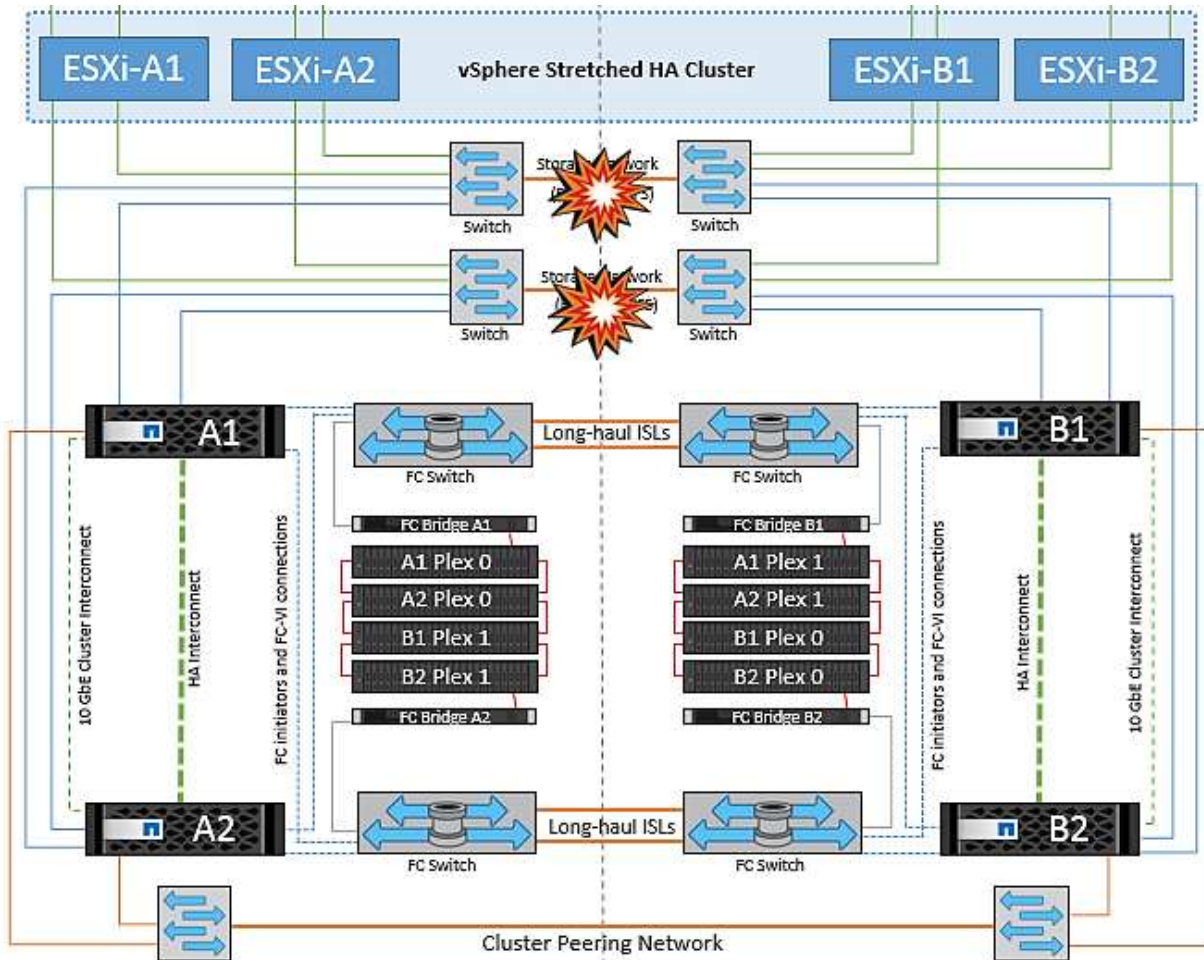 ESXi-A1
ESXi-A2
vSphere Stretched HA Cluster
ESXi-B1
ESXi-B2
Switch
Switch
Switch
Switch
A1
Long-haul ISLs
B1
FC Switch
FC Switch
10 GbE Cluster Interconnect
HA Interconnect
FC initiators and FC-VI connections
FC Bridge A1
A1 Plex 0
A2 Plex 0
B1 Plex 1
B2 Plex 1
FC Bridge A2
FC Bridge B1
A1 Plex 1
A2 Plex 1
B1 Plex 0
B2 Plex 0
FC Bridge B2
FC initiators and FC-VI connections
HA Interconnect
10 GbE Cluster Interconnect
A2
Long-haul ISLs
B2
FC Switch
FC Switch
Cluster Peering Network